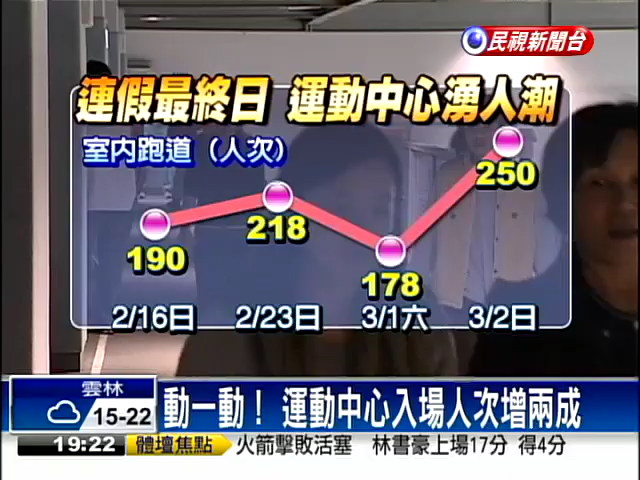 民視新聞台
連假最終日 運動中心湧人潮
室內跑道（人次）
190
218
178
250
2/16日 2/23日 3/1六 3/2日
雲林
15-22
動一動！ 運動中心入場人次增兩成
19:22 體壇焦點 火箭擊敗活塞 林書豪上場17分 得4分